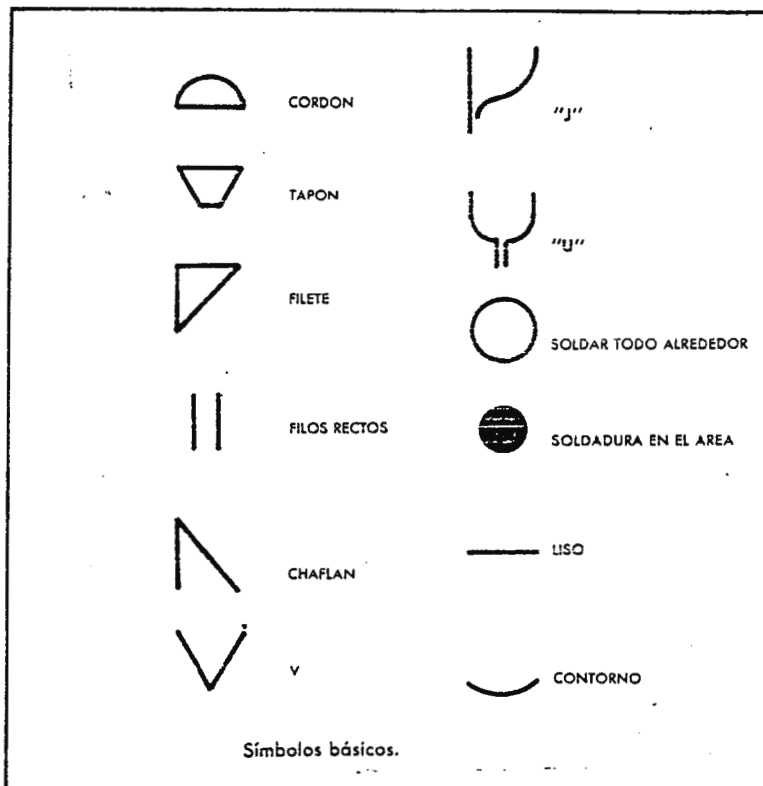 CORDON
TAPON
FILETE
FILOS RECTOS
CHAFLAN
V
"J"
"U"
SOLDAR TODO ALREDEDOR
SOLDADURA EN EL AREA
LISO
CONTORNO
Símbolos básicos.